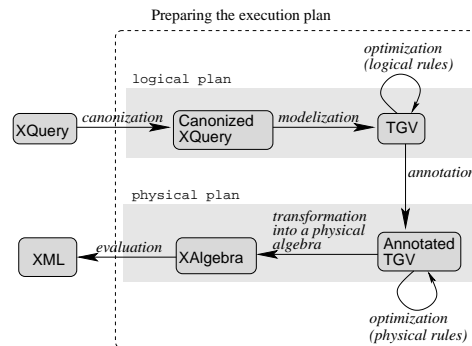 Preparing the execution plan
optimization
(logical rules)
logical plan
canonization
modelization
XQuery
Canonized
XQuery
TGV
annotation
physical plan
transformation
into a physical
algebra
evaluation
XML
XAlgebra
Annotated
TGV
optimization
(physical rules)